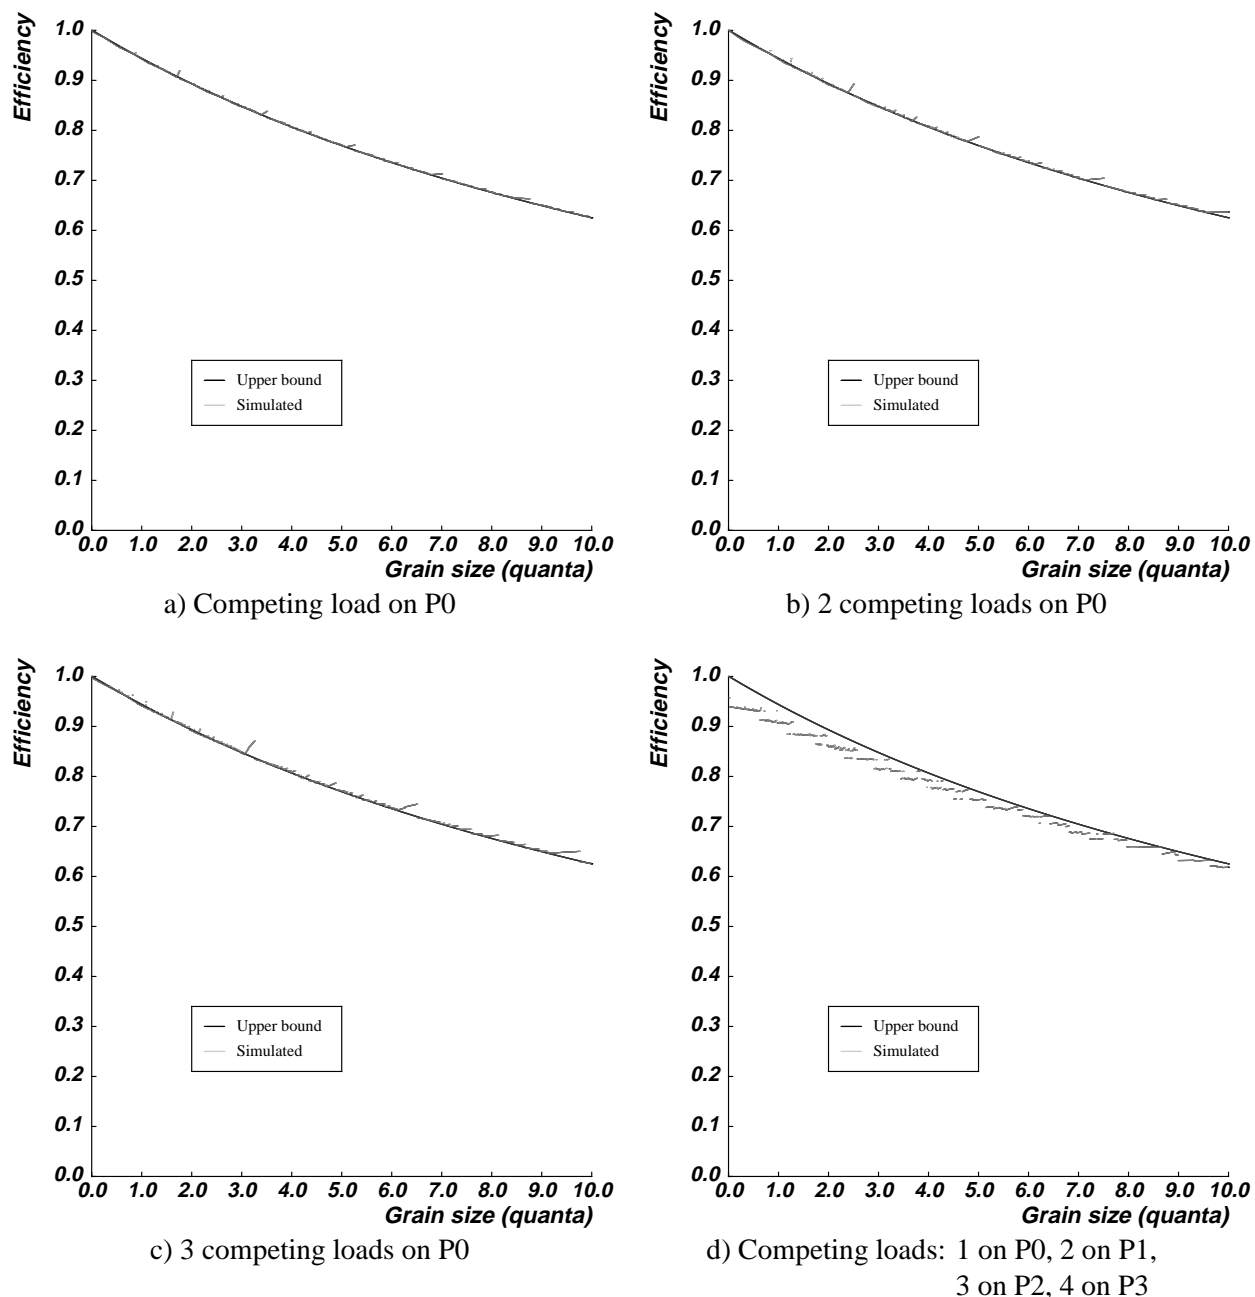 Efficiency
1.0
0.9
0.8
0.7
0.6
0.5
0.4
0.3
0.2
0.1
0.0
Upper bound
Simulated
0.0 1.0 2.0 3.0 4.0 5.0 6.0 7.0 8.0 9.0 10.0
Grain size (quanta)
a) Competing load on P0
Efficiency
1.0
0.9
0.8
0.7
0.6
0.5
0.4
0.3
0.2
0.1
0.0
Upper bound
Simulated
0.0 1.0 2.0 3.0 4.0 5.0 6.0 7.0 8.0 9.0 10.0
Grain size (quanta)
b) 2 competing loads on P0
Efficiency
1.0
0.9
0.8
0.7
0.6
0.5
0.4
0.3
0.2
0.1
0.0
Upper bound
Simulated
0.0 1.0 2.0 3.0 4.0 5.0 6.0 7.0 8.0 9.0 10.0
Grain size (quanta)
c) 3 competing loads on P0
Efficiency
1.0
0.9
0.8
0.7
0.6
0.5
0.4
0.3
0.2
0.1
0.0
Upper bound
Simulated
0.0 1.0 2.0 3.0 4.0 5.0 6.0 7.0 8.0 9.0 10.0
Grain size (quanta)
d) Competing loads: 1 on P0, 2 on P1,
3 on P2, 4 on P3